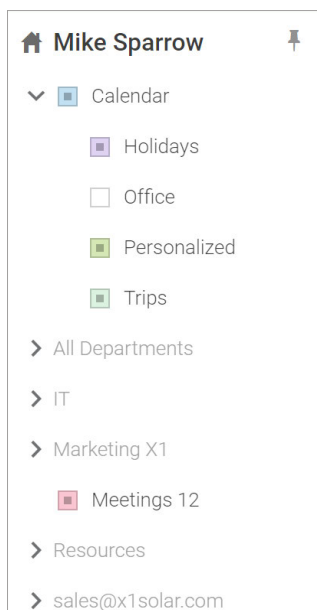 Mike Sparrow
Calendar
Holidays
Office
Personalized
Trips
All Departments
IT
Marketing X1
Meetings 12
Resources
sales@x1solar.com